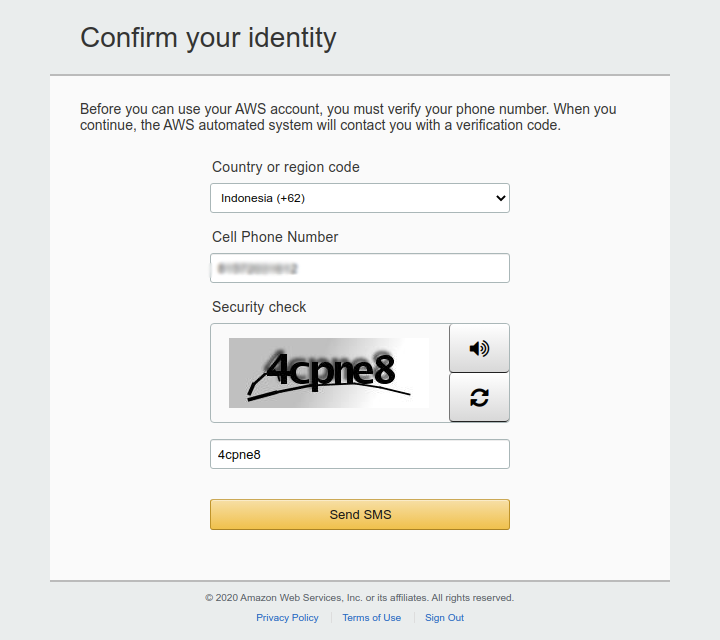 Confirm your identity
Before you can use your AWS account, you must verify your phone number. When you
continue, the AWS automated system will contact you with a verification code.
Country or region code
Indonesia (+62)
Cell Phone Number
Security check
4cpne8
4cpne8
Send SMS
© 2020 Amazon Web Services, Inc. or its affiliates. All rights reserved.
Privacy Policy Terms of Use Sign Out